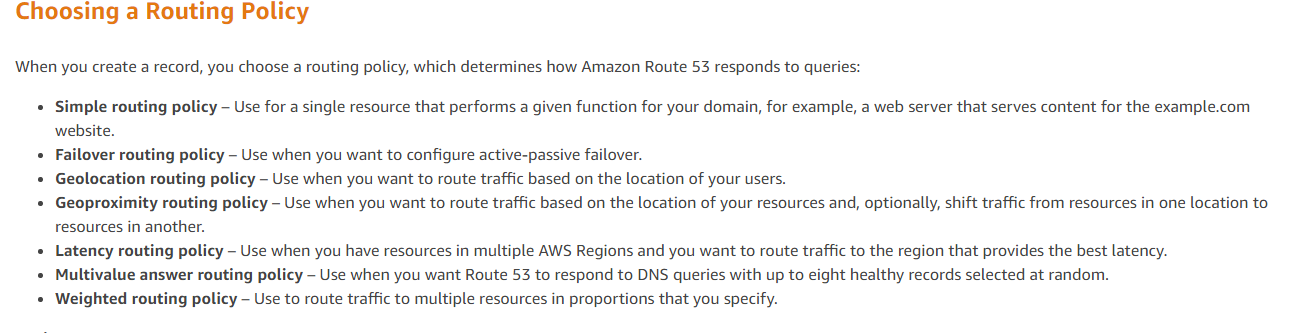 Choosing a Routing Policy
When you create a record, you choose a routing policy, which determines how Amazon Route 53 responds to queries:
• Simple routing policy – Use for a single resource that performs a given function for your domain, for example, a web server that serves content for the example.com
website.
• Failover routing policy – Use when you want to configure active-passive failover.
• Geolocation routing policy – Use when you want to route traffic based on the location of your users.
• Geoproximity routing policy – Use when you want to route traffic based on the location of your resources and, optionally, shift traffic from resources in one location to
resources in another.
• Latency routing policy – Use when you have resources in multiple AWS Regions and you want to route traffic to the region that provides the best latency.
• Multivalue answer routing policy – Use when you want Route 53 to respond to DNS queries with up to eight healthy records selected at random.
• Weighted routing policy – Use to route traffic to multiple resources in proportions that you specify.